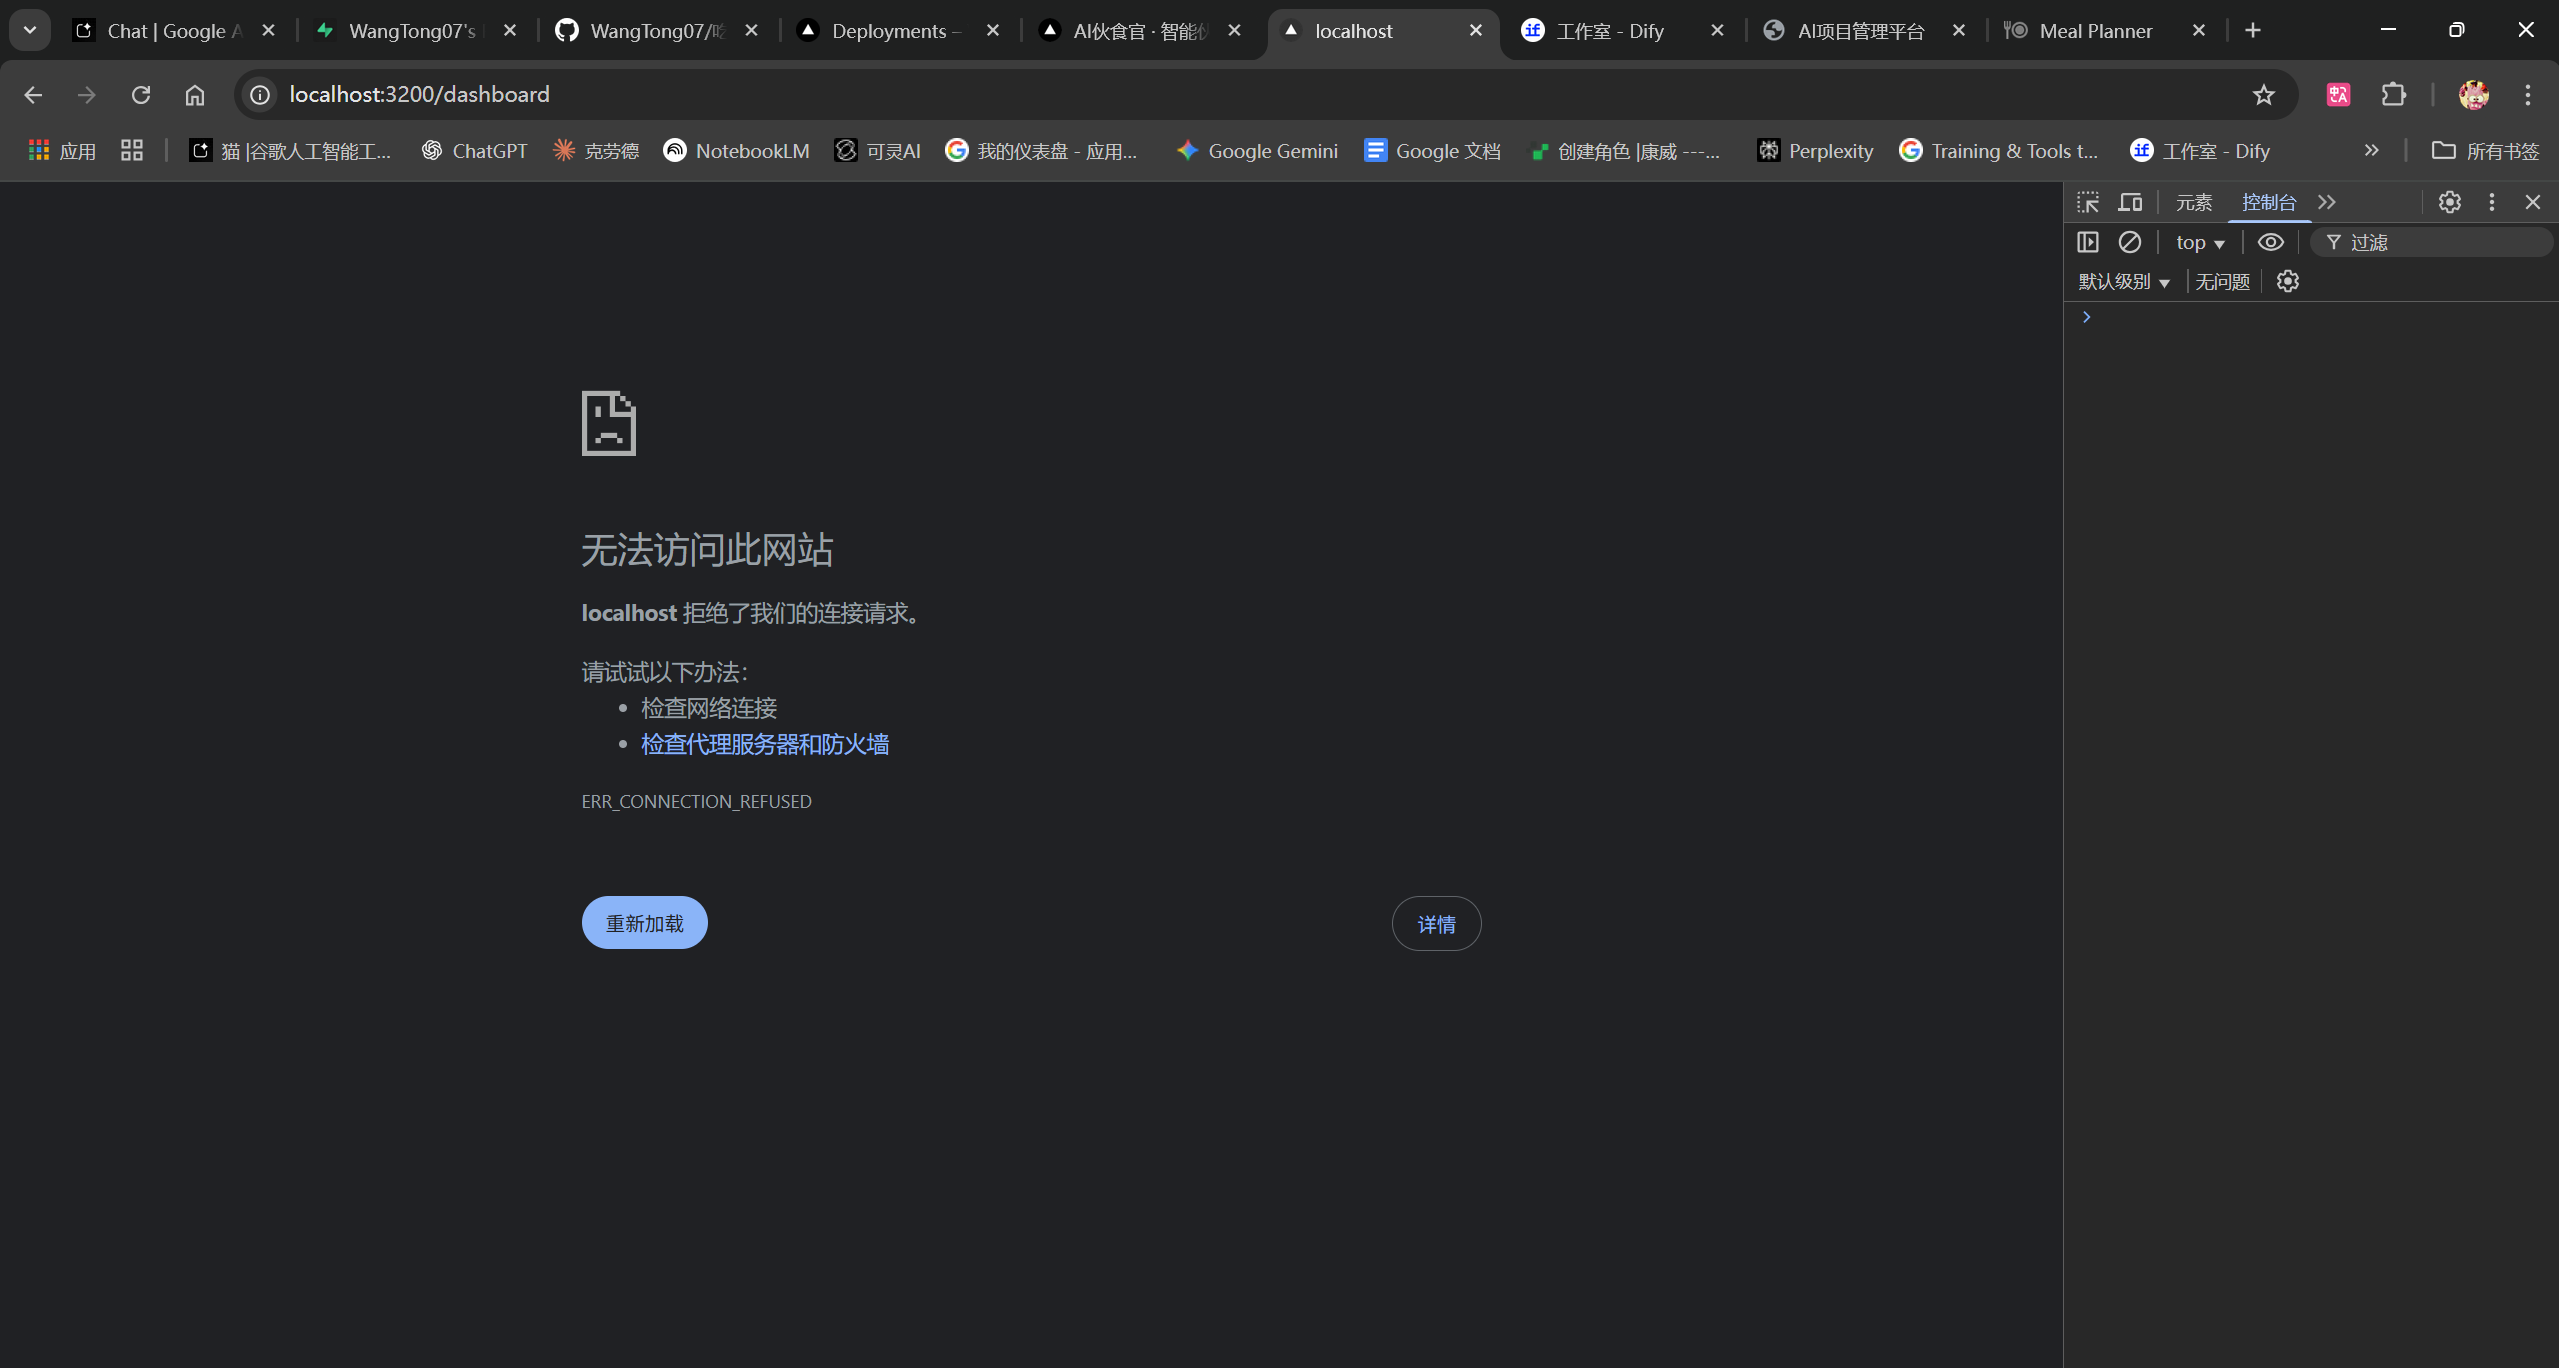 Chat | Google A
WangTong07's
WangTong07/吃
Deployments –
AI伙食官 · 智能伙
localhost
工作室 - Dify
AI项目管理平台
Meal Planner
localhost:3200/dashboard
应用
猫 |谷歌人工智能工...
ChatGPT
克劳德
NotebookLM
可灵AI
我的仪表盘 - 应用...
Google Gemini
Google 文档
创建角色 |康威 ---...
Perplexity
Training & Tools t...
工作室 - Dify
所有书签
元素
控制台
top
过滤
默认级别
无问题
无法访问此网站
localhost 拒绝了我们的连接请求。
请试试以下办法：
• 检查网络连接
• 检查代理服务器和防火墙
ERR_CONNECTION_REFUSED
重新加载
详情